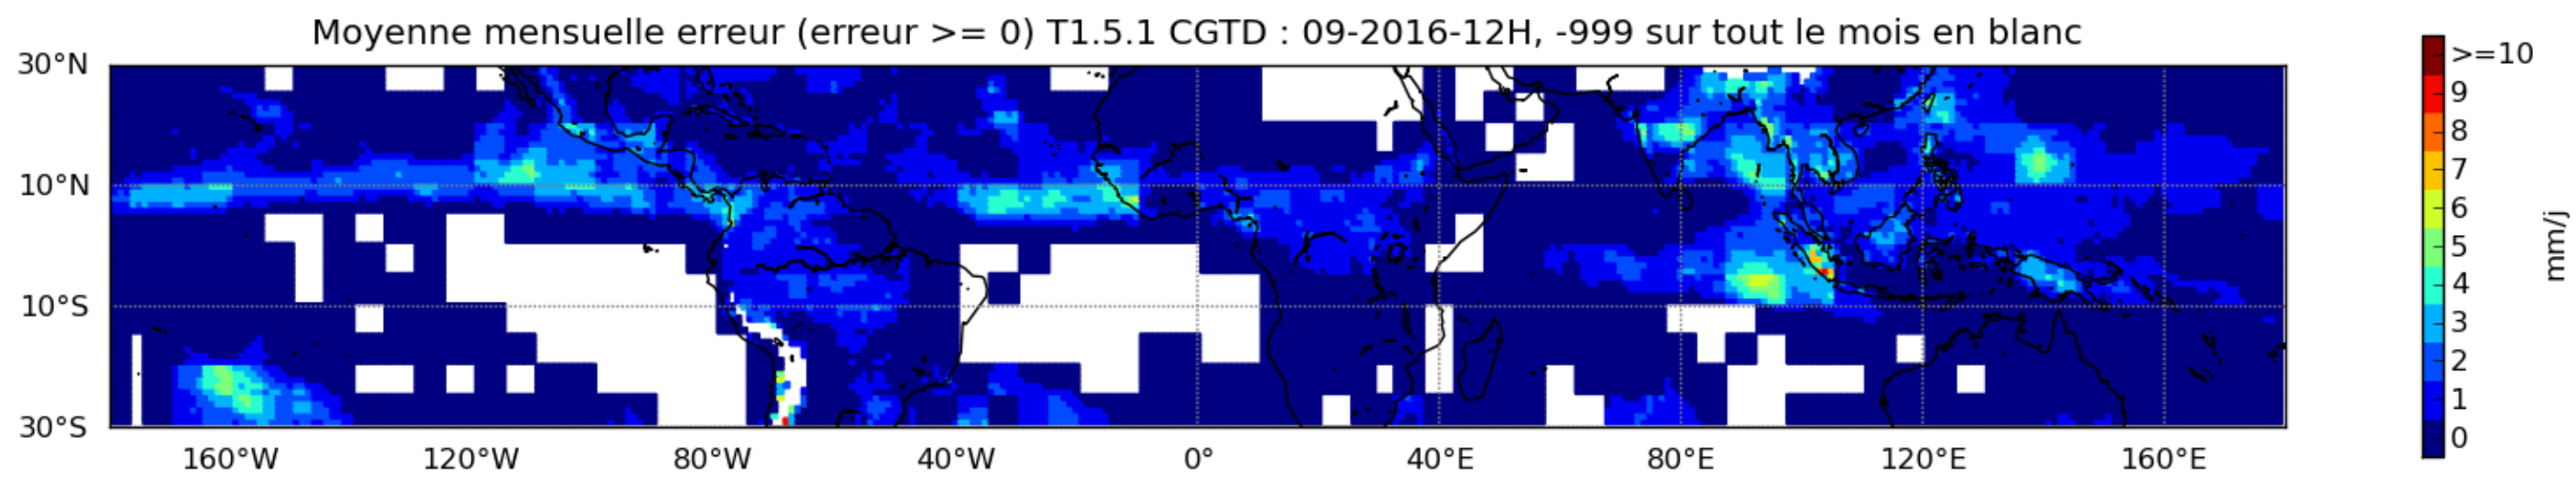 Moyenne mensuelle erreur (erreur >= 0) T1.5.1 CGTD : 09-2016-12H, -999 sur tout le mois en blanc
30°N
10°N
10°S
30°S
160°W 120°W 80°W 40°W 0° 40°E 80°E 120°E 160°E
>=10
9
8
7
6
5
4
3
2
1
0
mm/j